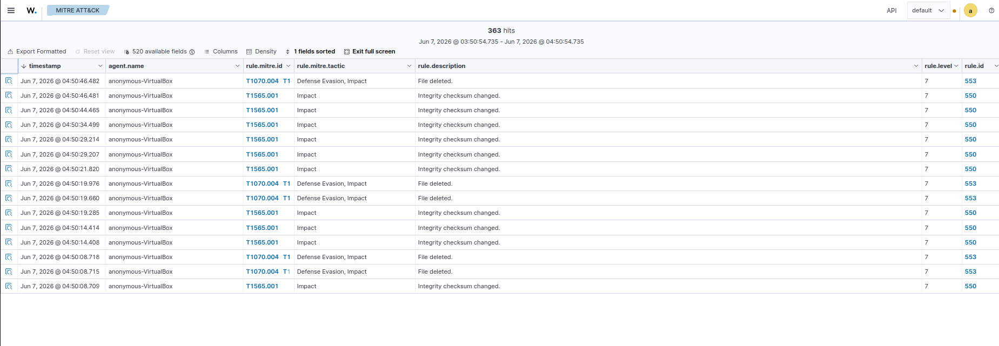 W. MITRE ATT&CK API default a
363 hits
Jun 7, 2026 @ 03:50:54.735 - Jun 7, 2026 @ 04:50:54.735
Export Formatted Reset view 520 available fields Columns Density 1 fields sorted Exit full screen
timestamp agent.name rule.mitre.id rule.mitre.tactic rule.description rule.level rule.id
Jun 7, 2026 @ 04:50:46.482 anonymous-VirtualBox T1070.004 T1 Defense Evasion, Impact File deleted. 7 553
Jun 7, 2026 @ 04:50:46.481 anonymous-VirtualBox T1565.001 Impact Integrity checksum changed. 7 550
Jun 7, 2026 @ 04:50:44.465 anonymous-VirtualBox T1565.001 Impact Integrity checksum changed. 7 550
Jun 7, 2026 @ 04:50:34.499 anonymous-VirtualBox T1565.001 Impact Integrity checksum changed. 7 550
Jun 7, 2026 @ 04:50:29.214 anonymous-VirtualBox T1565.001 Impact Integrity checksum changed. 7 550
Jun 7, 2026 @ 04:50:29.207 anonymous-VirtualBox T1565.001 Impact Integrity checksum changed. 7 550
Jun 7, 2026 @ 04:50:21.820 anonymous-VirtualBox T1565.001 Impact Integrity checksum changed. 7 550
Jun 7, 2026 @ 04:50:19.976 anonymous-VirtualBox T1070.004 T1 Defense Evasion, Impact File deleted. 7 553
Jun 7, 2026 @ 04:50:19.660 anonymous-VirtualBox T1070.004 T1 Defense Evasion, Impact File deleted. 7 553
Jun 7, 2026 @ 04:50:19.285 anonymous-VirtualBox T1565.001 Impact Integrity checksum changed. 7 550
Jun 7, 2026 @ 04:50:14.414 anonymous-VirtualBox T1565.001 Impact Integrity checksum changed. 7 550
Jun 7, 2026 @ 04:50:14.408 anonymous-VirtualBox T1565.001 Impact Integrity checksum changed. 7 550
Jun 7, 2026 @ 04:50:08.718 anonymous-VirtualBox T1070.004 T1 Defense Evasion, Impact File deleted. 7 553
Jun 7, 2026 @ 04:50:08.715 anonymous-VirtualBox T1070.004 T1 Defense Evasion, Impact File deleted. 7 553
Jun 7, 2026 @ 04:50:08.709 anonymous-VirtualBox T1565.001 Impact Integrity checksum changed. 7 550